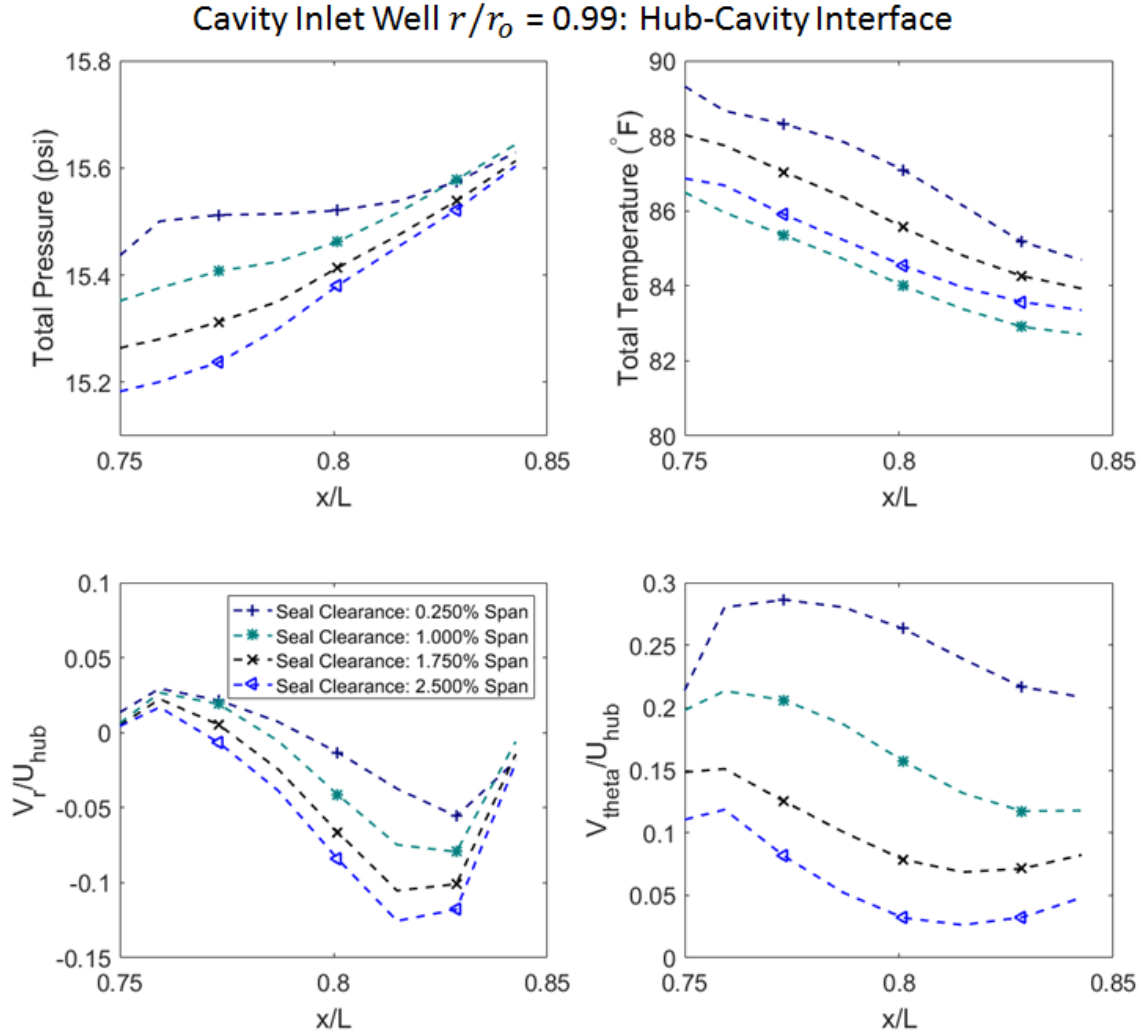 Cavity Inlet Well r/rₒ = 0.99: Hub-Cavity Interface
Total Pressure (psi)
15.8
15.6
15.4
15.2
0.75
0.8
0.85
x/L
Total Temperature (°F)
90
88
86
84
82
80
0.75
0.8
0.85
x/L
V_r/U_hub
0.1
0.05
0
-0.05
-0.1
-0.15
Seal Clearance: 0.250% Span
Seal Clearance: 1.000% Span
Seal Clearance: 1.750% Span
Seal Clearance: 2.500% Span
0.75
0.8
0.85
x/L
V_theta/U_hub
0.3
0.25
0.2
0.15
0.1
0.05
0
0.75
0.8
0.85
x/L